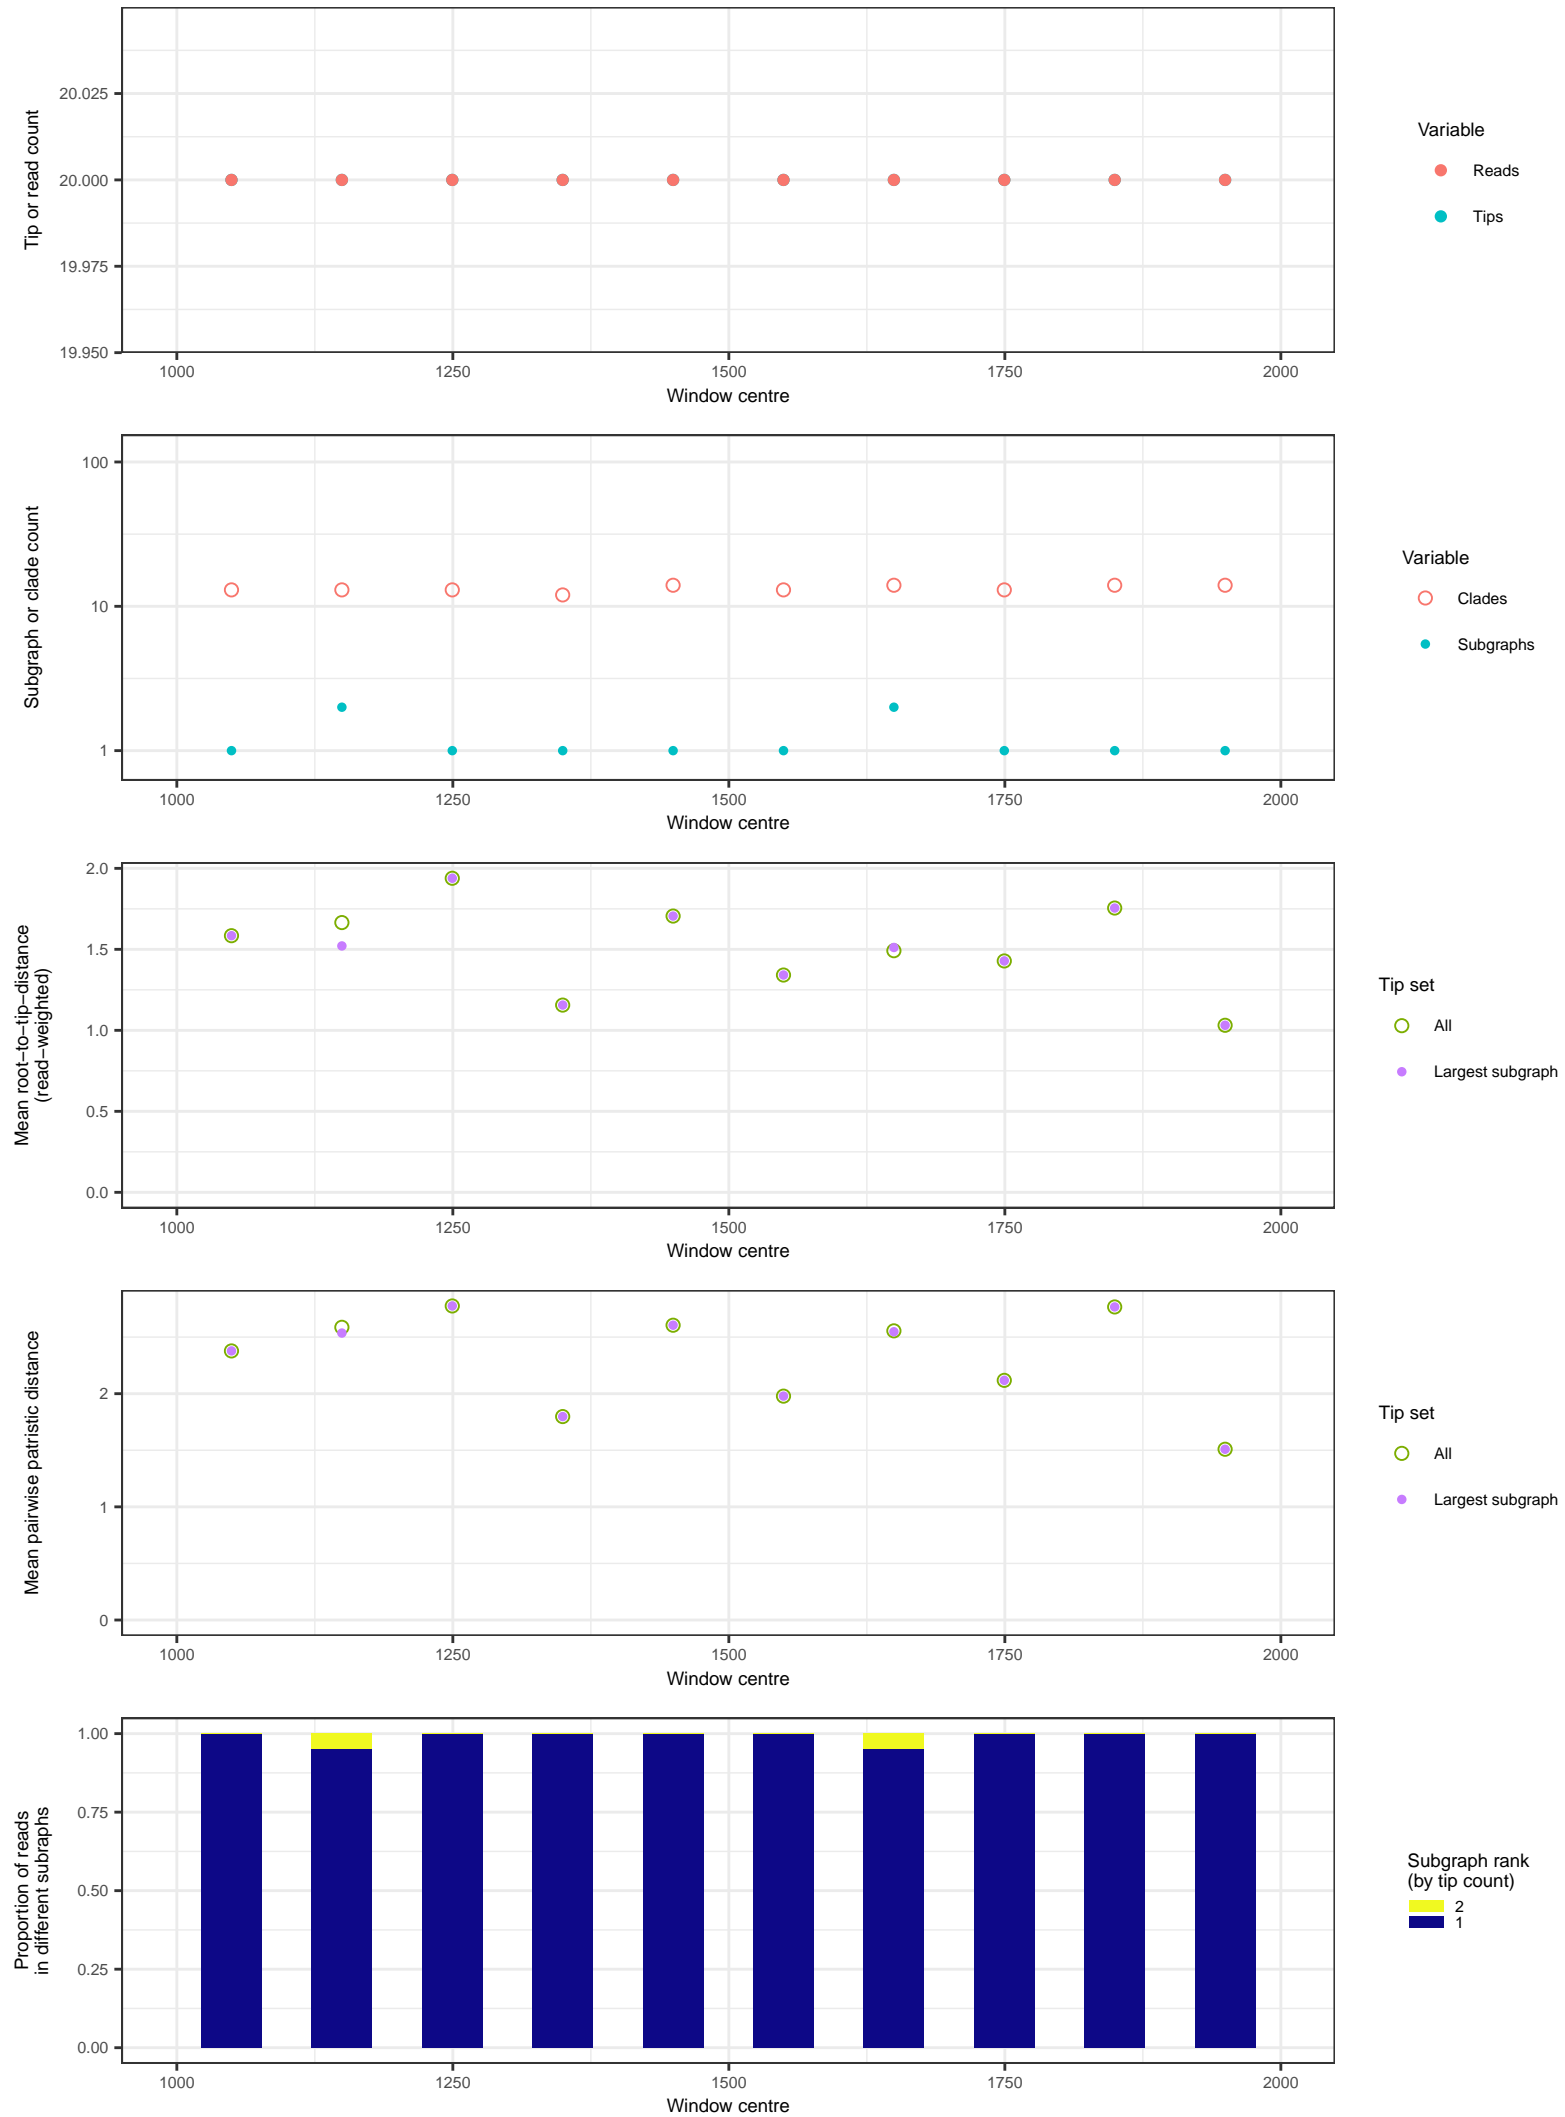 Tip or read count
20.025
20.000
19.975
19.950
1000
1250
1500
1750
2000
Window centre
Variable
Reads
Tips
Subgraph or clade count
100
10
1
1000
1250
1500
1750
2000
Window centre
Variable
Clades
Subgraphs
Mean root−to−tip−distance
(read−weighted)
2.0
1.5
1.0
0.5
0.0
1000
1250
1500
1750
2000
Window centre
Tip set
All
Largest subgraph
Mean pairwise patristic distance
2
1
0
1000
1250
1500
1750
2000
Window centre
Tip set
All
Largest subgraph
Proportion of reads
in different subraphs
1.00
0.75
0.50
0.25
0.00
1000
1250
1500
1750
2000
Window centre
Subgraph rank
(by tip count)
2
1